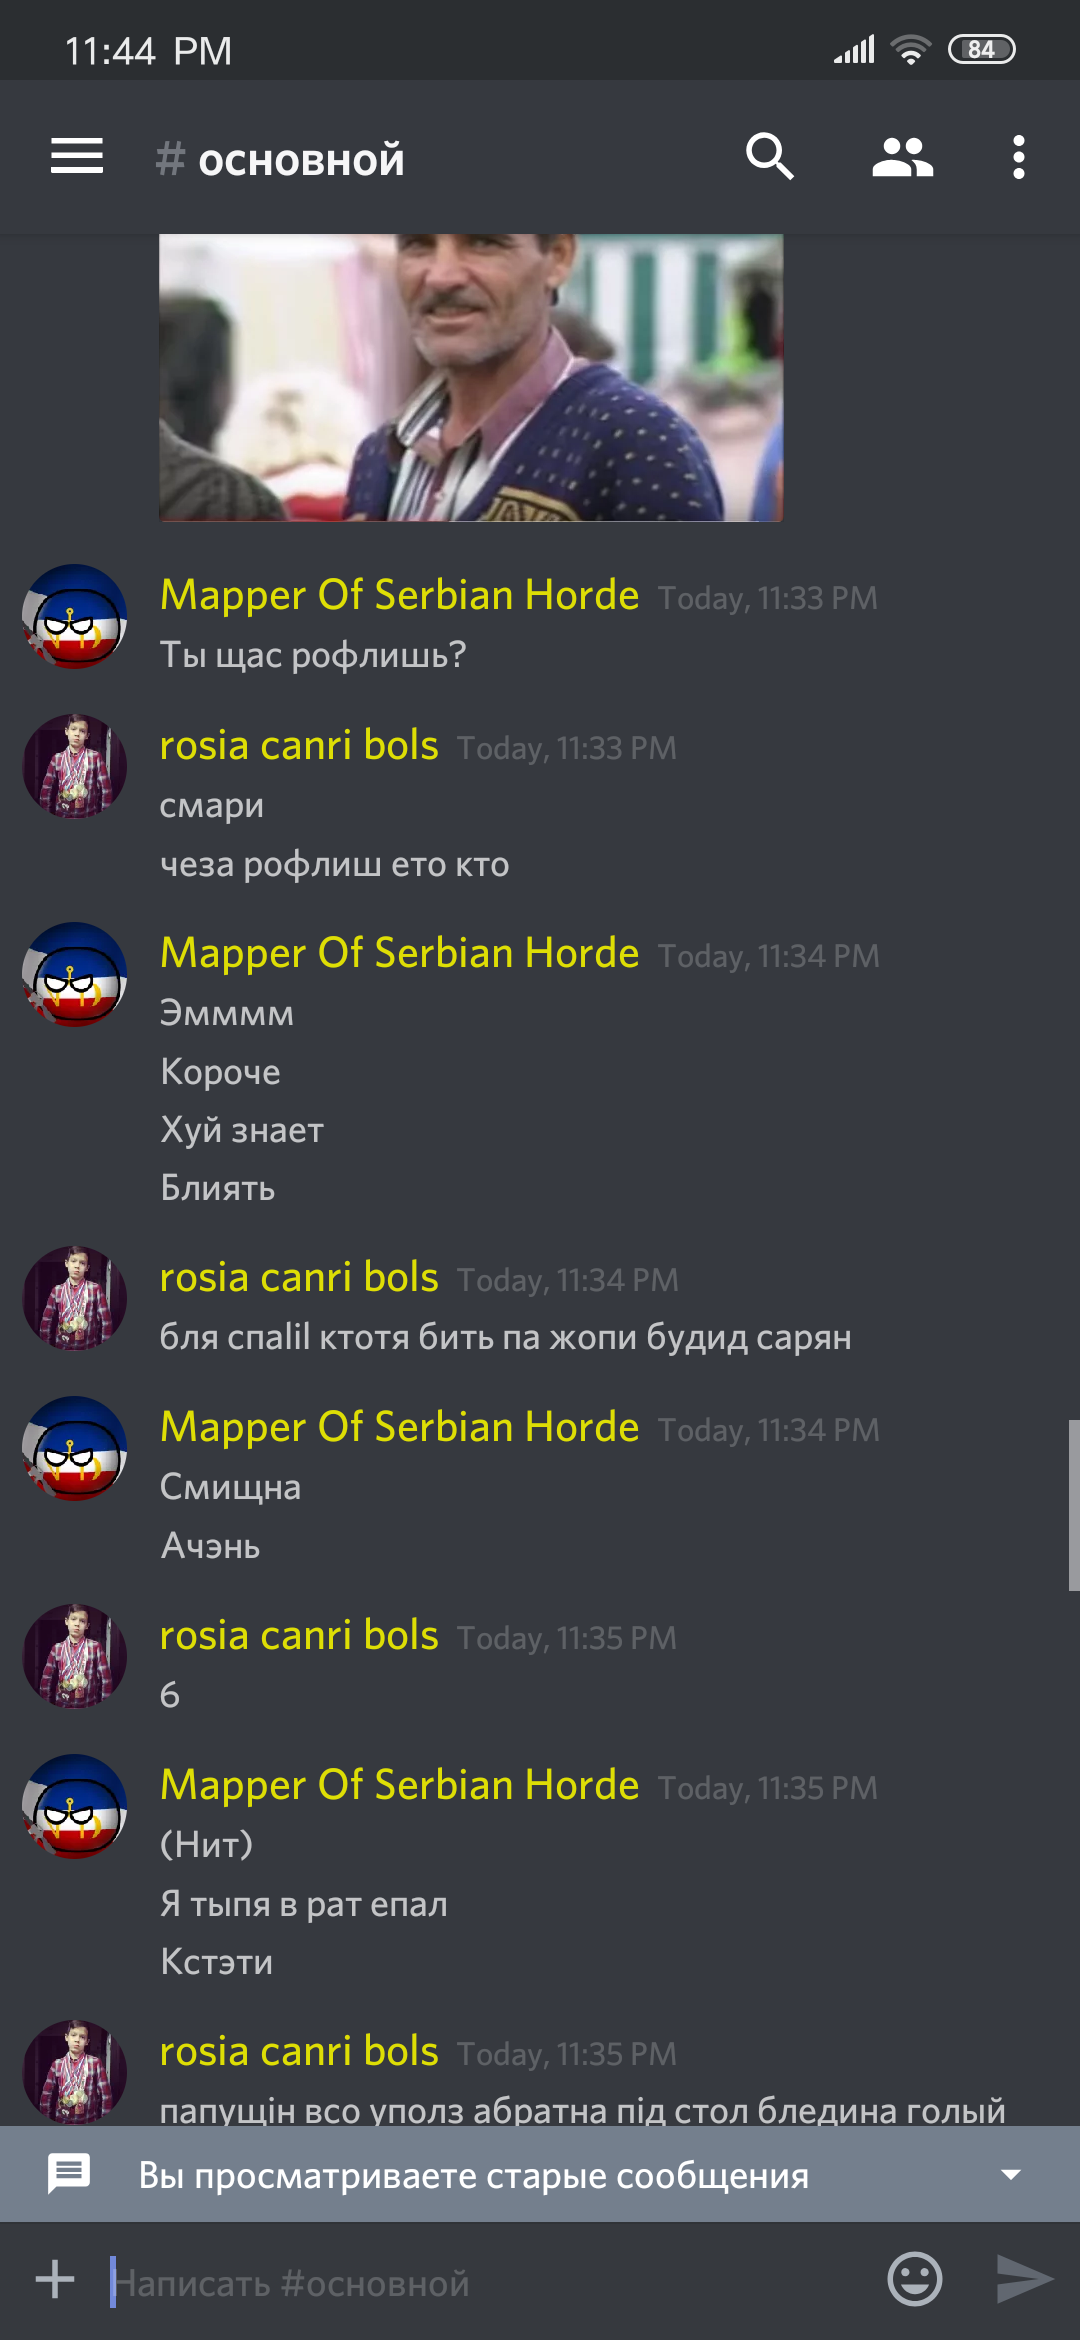 11:44 PM
84
# основной
Mapper Of Serbian Horde Today, 11:33 PM
Ты щас рофлишь?
rosia canri bols Today, 11:33 PM
смари
чеза рофлиш ето кто
Mapper Of Serbian Horde Today, 11:34 PM
Эмммм
Короче
Хуй знает
Блиять
rosia canri bols Today, 11:34 PM
бля спаlil ктотя бить па жопи будид сарян
Mapper Of Serbian Horde Today, 11:34 PM
Смищна
Ачэнь
rosia canri bols Today, 11:35 PM
6
Mapper Of Serbian Horde Today, 11:35 PM
(Нит)
Я тыпя в рат епал
Кстэти
rosia canri bols Today, 11:35 PM
папущін всо уполз абратна під стол бледина голый
Вы просматриваете старые сообщения
Написать #основной